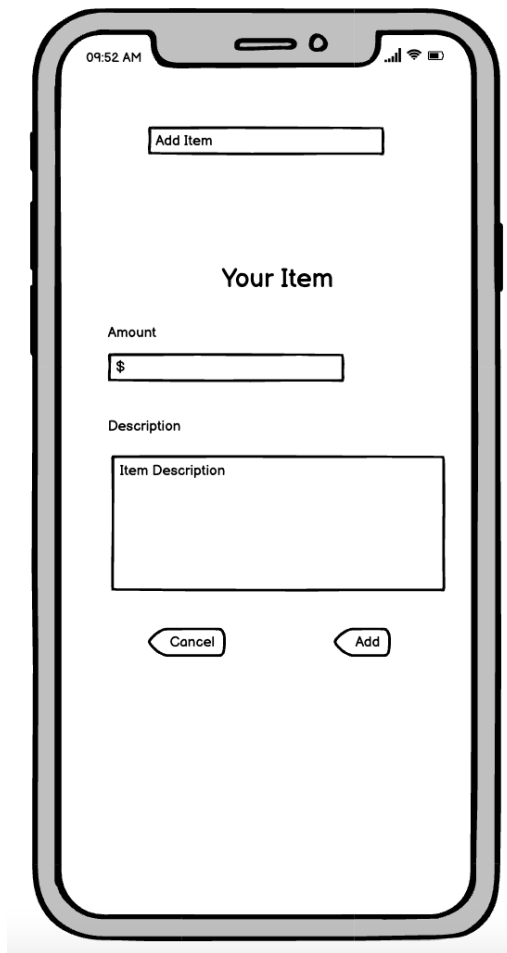 09:52 AM
Add Item
Your Item
Amount
$
Description
Item Description
Cancel
Add